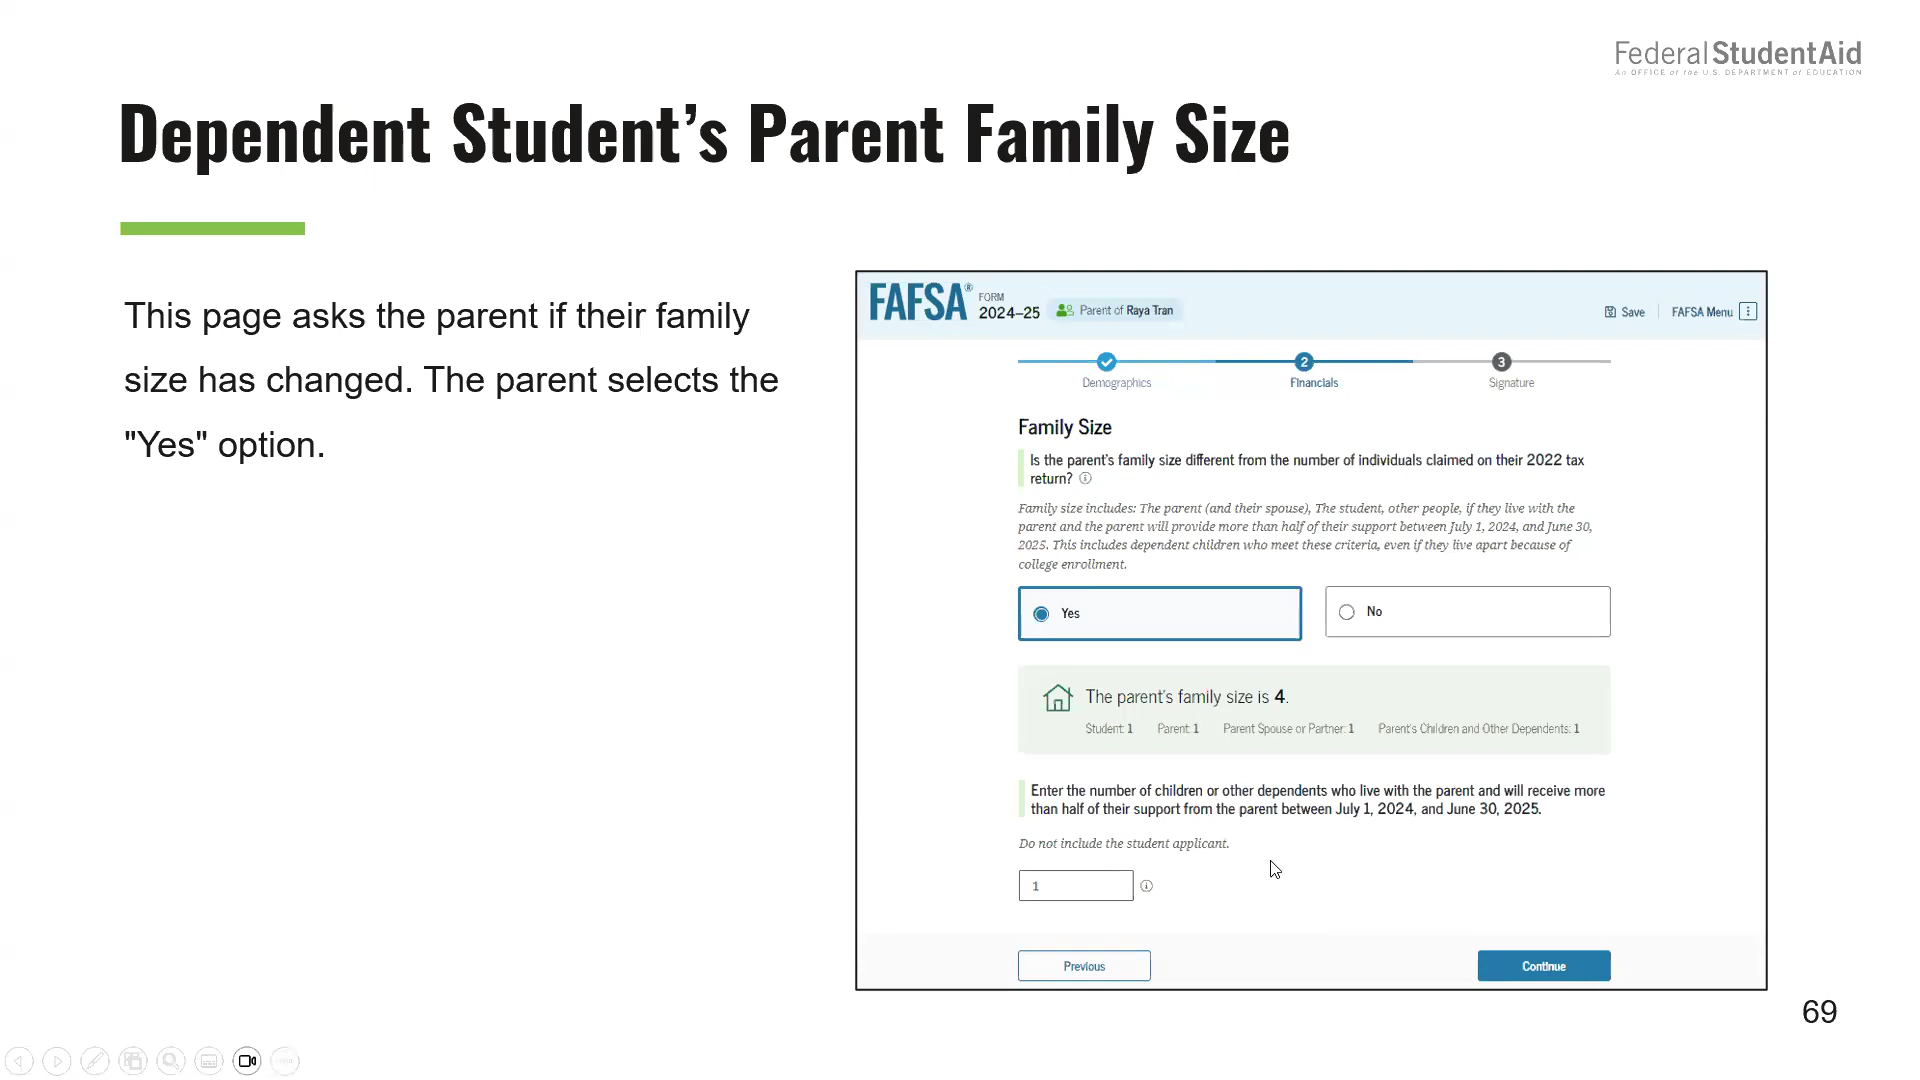 Federal StudentAid
An OFFICE of the U.S. DEPARTMENT of EDUCATION
Dependent Student’s Parent Family Size
This page asks the parent if their family
size has changed. The parent selects the
"Yes" option.
FAFSA®
FORM
2024–25
Parent of Raya Tran
Save
FAFSA Menu
2
3
Demographics
Financials
Signature
Family Size
Is the parent's family size different from the number of individuals claimed on their 2022 tax
return?
Family size includes: The parent (and their spouse), The student, other people, if they live with the
parent and the parent will provide more than half of their support between July 1, 2024, and June 30,
2025. This includes dependent children who meet these criteria, even if they live apart because of
college enrollment.
Yes
No
The parent's family size is 4.
Student: 1 Parent: 1 Parent Spouse or Partner: 1 Parent's Children and Other Dependents: 1
Enter the number of children or other dependents who live with the parent and will receive more
than half of their support from the parent between July 1, 2024, and June 30, 2025.
Do not include the student applicant.
1
Previous
Continue
69